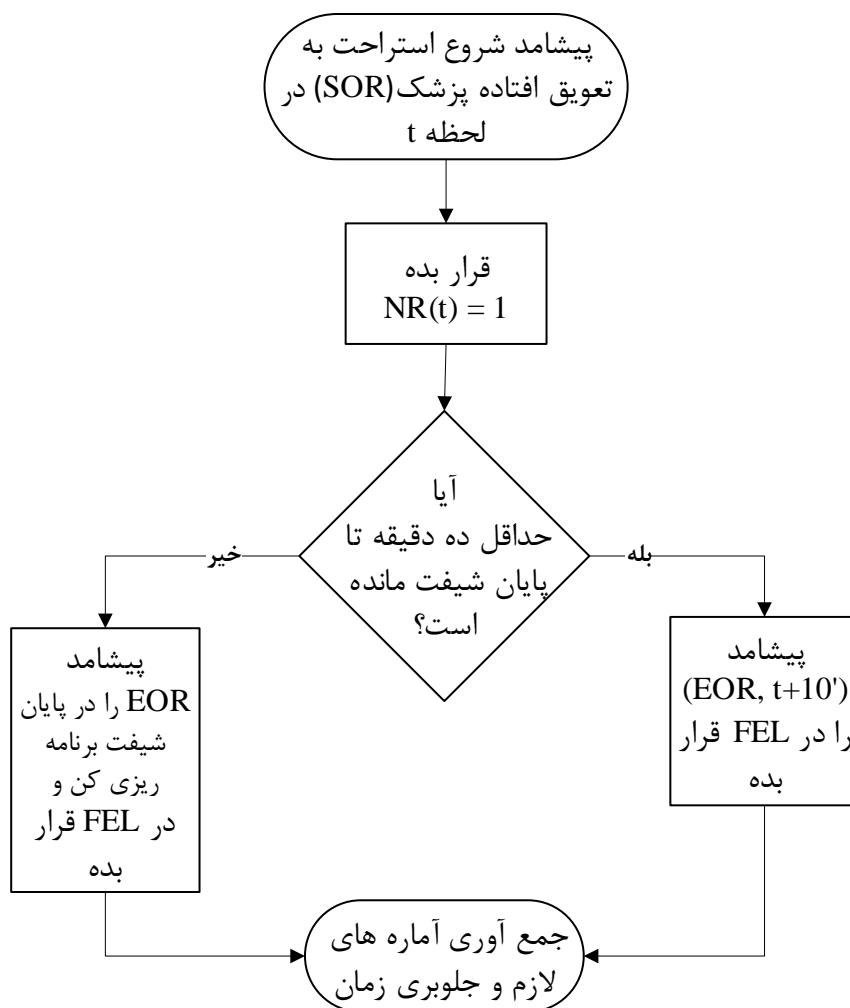 پیشامد شروع استراحت به
تعویق افتاده پزشک(SOR) در
لحظه t
قرار بده
NR(t) = 1
آیا
حداقل ده دقیقه تا
پایان شیفت مانده
است؟
بله
خیر
پیشامد
(EOR, t+10')
را در FEL قرار
بده
پیشامد
EOR را در پایان
شیفت برنامه
ریزی کن و
در FEL قرار
بده
جمع آوری آماره های
لازم و جلوبری زمان